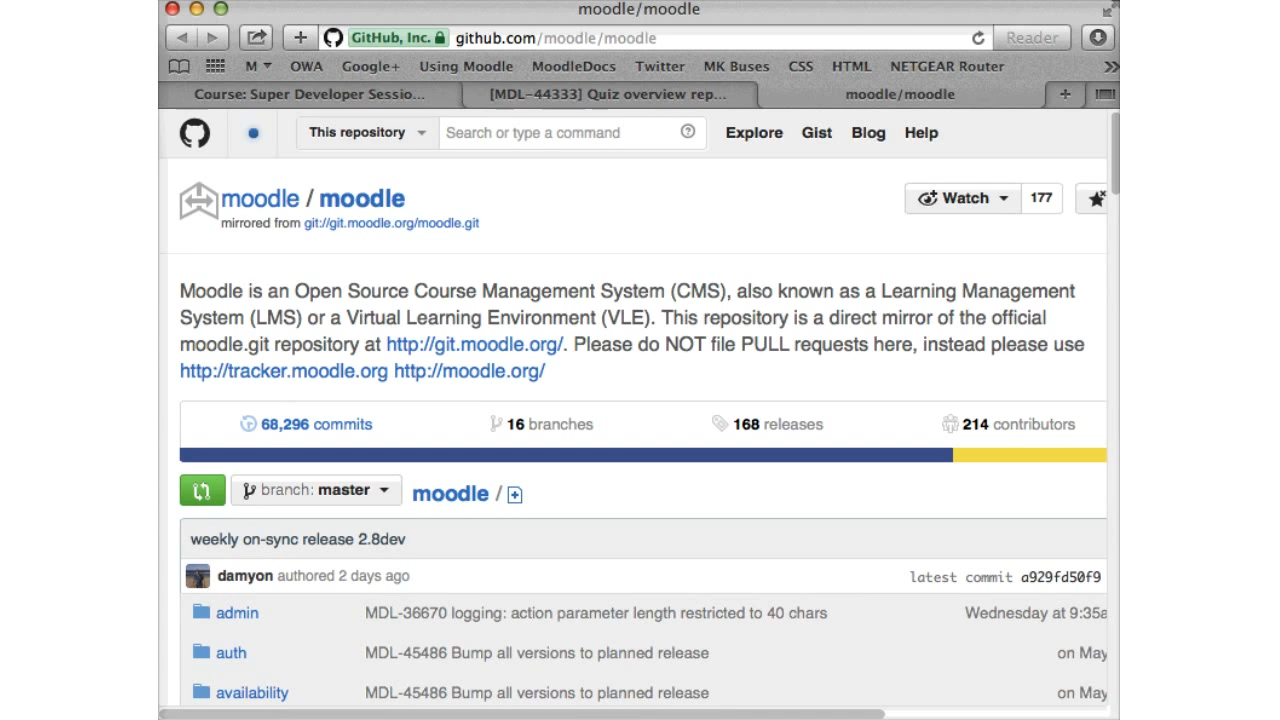 moodle/moodle
GitHub, Inc. github.com/moodle/moodle Reader
M OWA Google+ Using Moodle MoodleDocs Twitter MK Buses CSS HTML NETGEAR Router
Course: Super Developer Sessio... [MDL-44333] Quiz overview rep... moodle/moodle
This repository Search or type a command Explore Gist Blog Help
moodle / moodle Watch 177
mirrored from git://git.moodle.org/moodle.git
Moodle is an Open Source Course Management System (CMS), also known as a Learning Management
System (LMS) or a Virtual Learning Environment (VLE). This repository is a direct mirror of the official
moodle.git repository at http://git.moodle.org/. Please do NOT file PULL requests here, instead please use
http://tracker.moodle.org http://moodle.org/
68,296 commits 16 branches 168 releases 214 contributors
branch: master moodle /
weekly on-sync release 2.8dev
damyon authored 2 days ago latest commit a929fd50f9
admin MDL-36670 logging: action parameter length restricted to 40 chars Wednesday at 9:35a
auth MDL-45486 Bump all versions to planned release on May
availability MDL-45486 Bump all versions to planned release on May